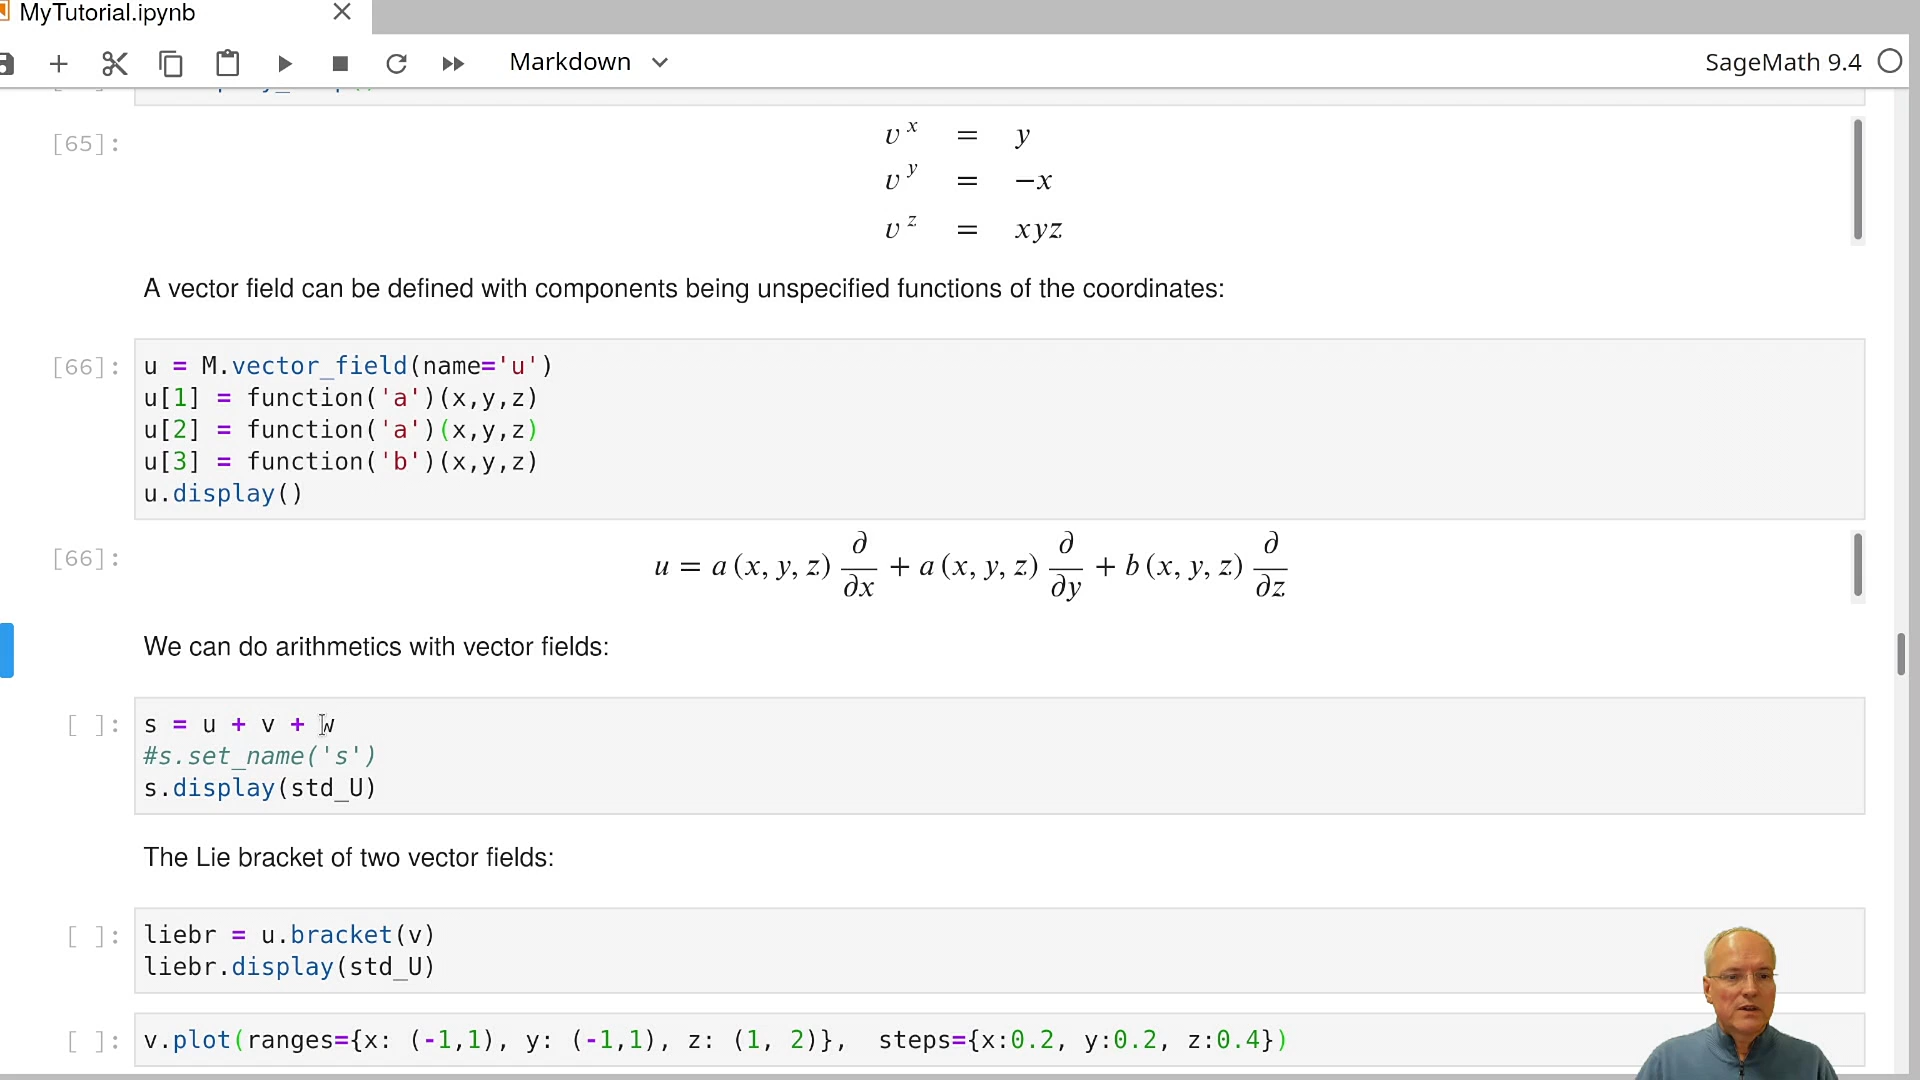 MyTutorial.ipynb
Markdown
SageMath 9.4
[65]:
v^x = y
v^y = −x
v^z = xyz
A vector field can be defined with components being unspecified functions of the coordinates:
[66]:
u = M.vector_field(name='u')
u[1] = function('a')(x,y,z)
u[2] = function('a')(x,y,z)
u[3] = function('b')(x,y,z)
u.display()
[66]:
u = a (x, y, z) ∂/∂x + a (x, y, z) ∂/∂y + b (x, y, z) ∂/∂z
We can do arithmetics with vector fields:
[ ]:
s = u + v + w
#s.set_name('s')
s.display(std_U)
The Lie bracket of two vector fields:
[ ]:
liebr = u.bracket(v)
liebr.display(std_U)
[ ]:
v.plot(ranges={x: (-1,1), y: (-1,1), z: (1, 2)}, steps={x:0.2, y:0.2, z:0.4})